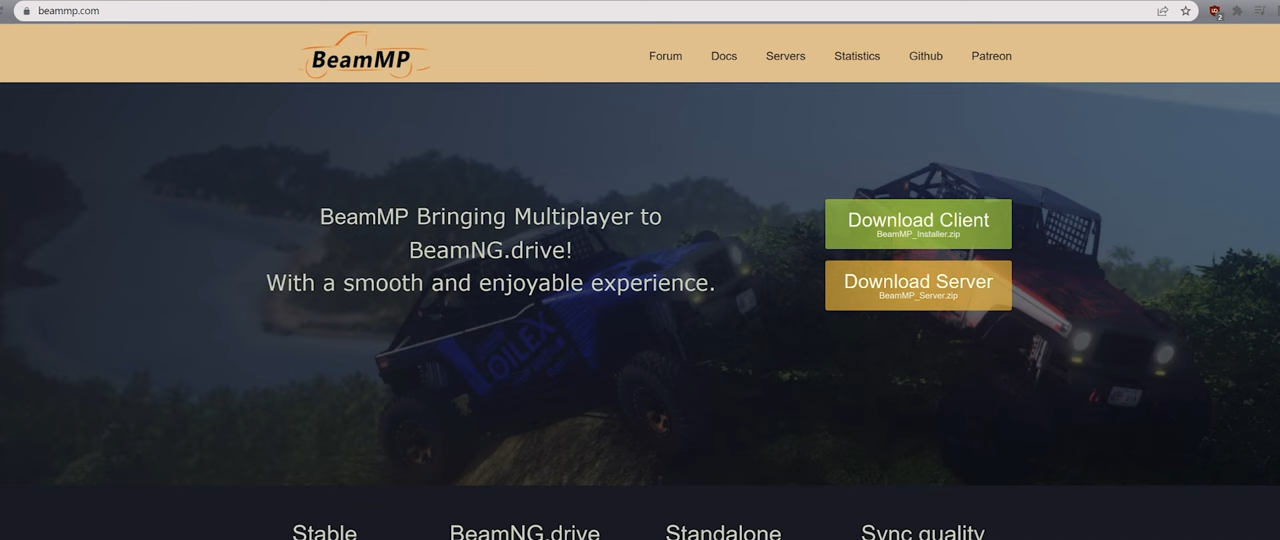 beammp.com
2
BeamMP
Forum Docs Servers Statistics Github Patreon
BeamMP Bringing Multiplayer to
BeamNG.drive!
With a smooth and enjoyable experience.
Download Client
BeamMP_Installer.zip
Download Server
BeamMP_Server.zip
OILEX
Stable BeamNG.drive Standalone Sync quality